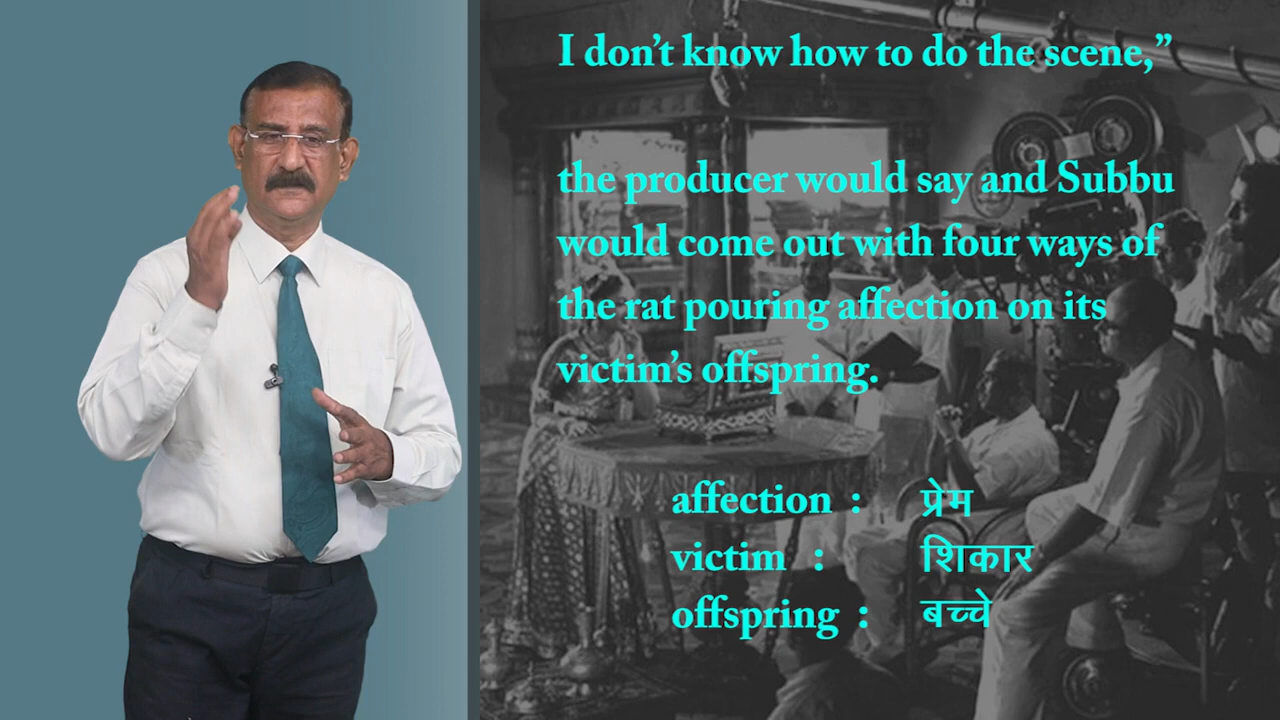 I don’t know how to do the scene,”
the producer would say and Subbu
would come out with four ways of
the rat pouring affection on its
victim’s offspring.
affection : प्रेम
victim : शिकार
offspring : बच्चे